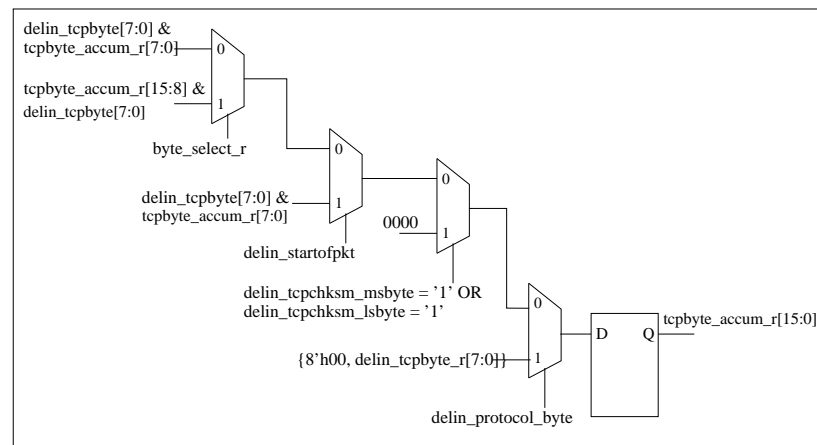 delin_tcpbyte[7:0] &
tcpbyte_accum_r[7:0]
0
tcpbyte_accum_r[15:8] &
1
delin_tcpbyte[7:0]
byte_select_r
0
delin_tcpbyte[7:0] &
1
tcpbyte_accum_r[7:0]
delin_startofpkt
0
0000
1
delin_tcpchksm_msbyte = '1' OR
delin_tcpchksm_lsbyte = '1'
0
tcpbyte_accum_r[15:0]
D Q
{8'h00, delin_tcpbyte_r[7:0]}
1
delin_protocol_byte